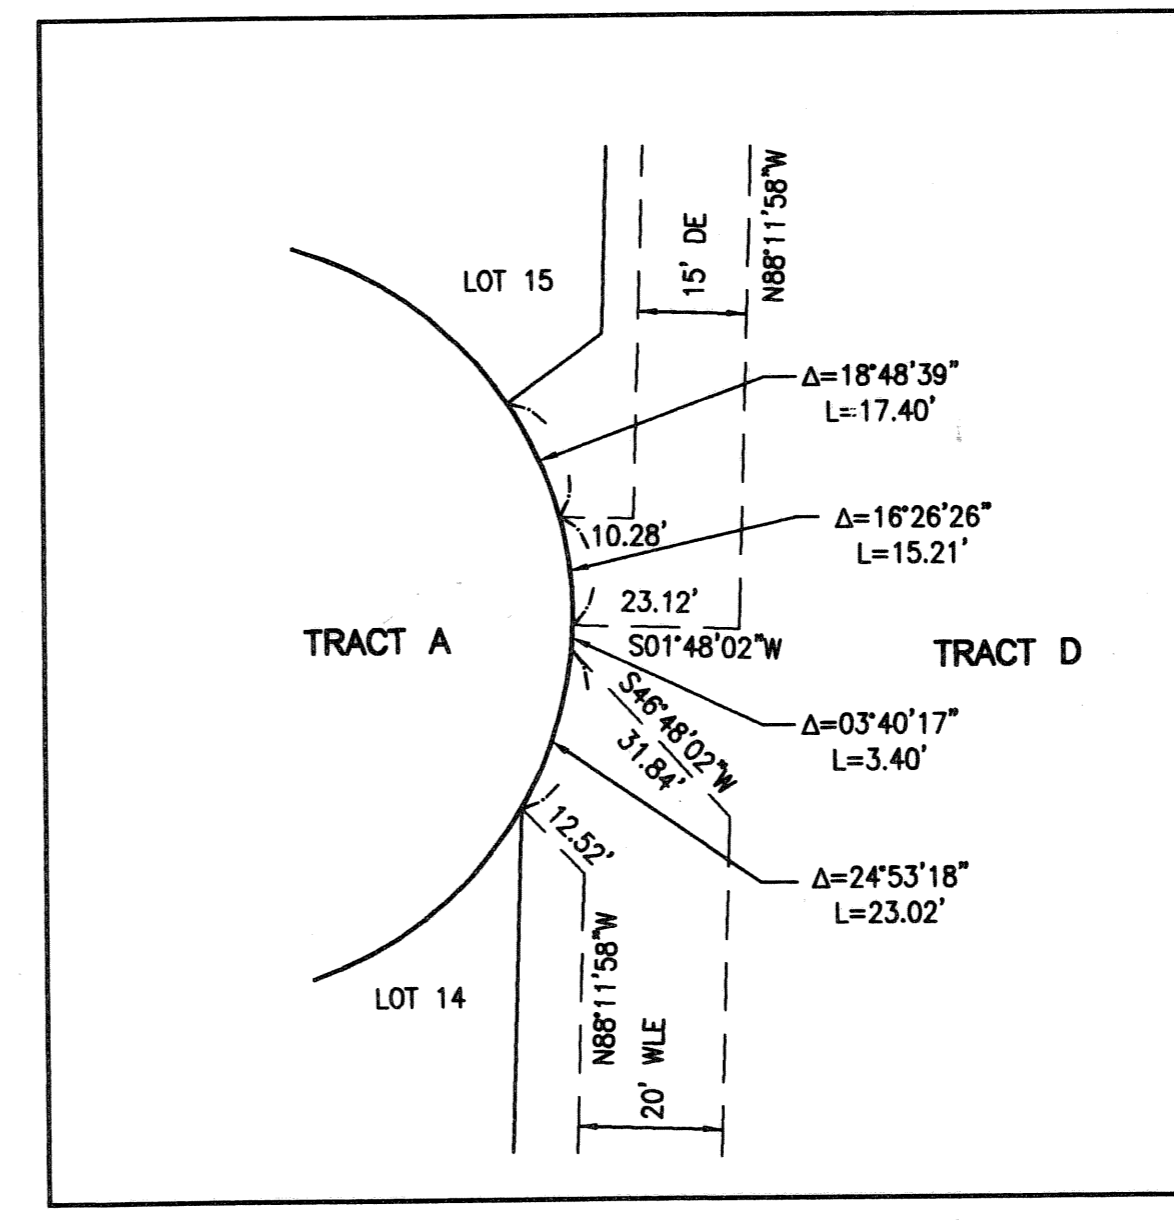 LOT 15
15' DE
N88°11'58"W
Δ=18°48'39"
L=17.40'
Δ=16°26'26"
L=15.21'
10.28'
23.12'
S01°48'02"W
TRACT A
TRACT D
S46°48'02"W
31.84'
Δ=03°40'17"
L=3.40'
12.52'
Δ=24°53'18"
L=23.02'
N88°11'58"W
LOT 14
20' WLE